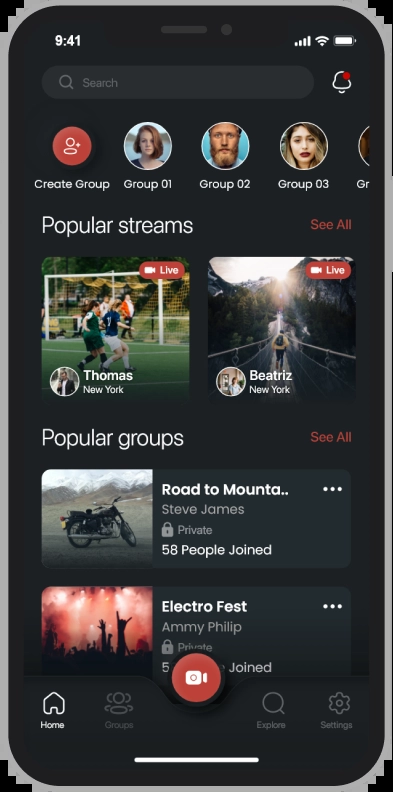 9:41
Search
Create Group Group 01 Group 02 Group 03 Gr
Popular streams See All
Live Live
Thomas Beatriz
New York New York
Popular groups See All
Road to Mounta..
Steve James
Private
58 People Joined
Electro Fest
Ammy Philip
Private
5 Joined
Home Groups Explore Settings